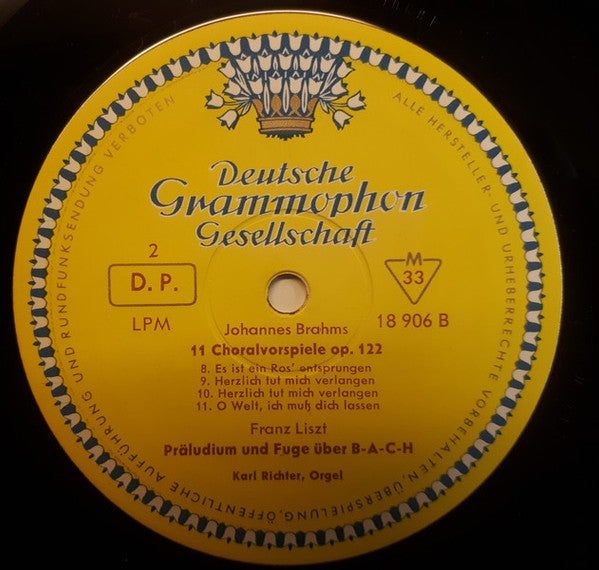 ALLE HERSTELLER- UND URHEBERRECHTE VORBEHALTEN, ÜBERSPIELUNG, ÖFFENTLICHE AUFFÜHRUNG UND RUNDFUNKSENDUNG VERBOTEN
Deutsche
Grammophon
Gesellschaft
2
D. P.
LPM
M
33
18 906 B
Johannes Brahms
11 Choralvorspiele op. 122
8. Es ist ein Ros' entsprungen
9. Herzlich tut mich verlangen
10. Herzlich tut mich verlangen
11. O Welt, ich muß dich lassen
Franz Liszt
Präludium und Fuge über B-A-C-H
Karl Richter, Orgel